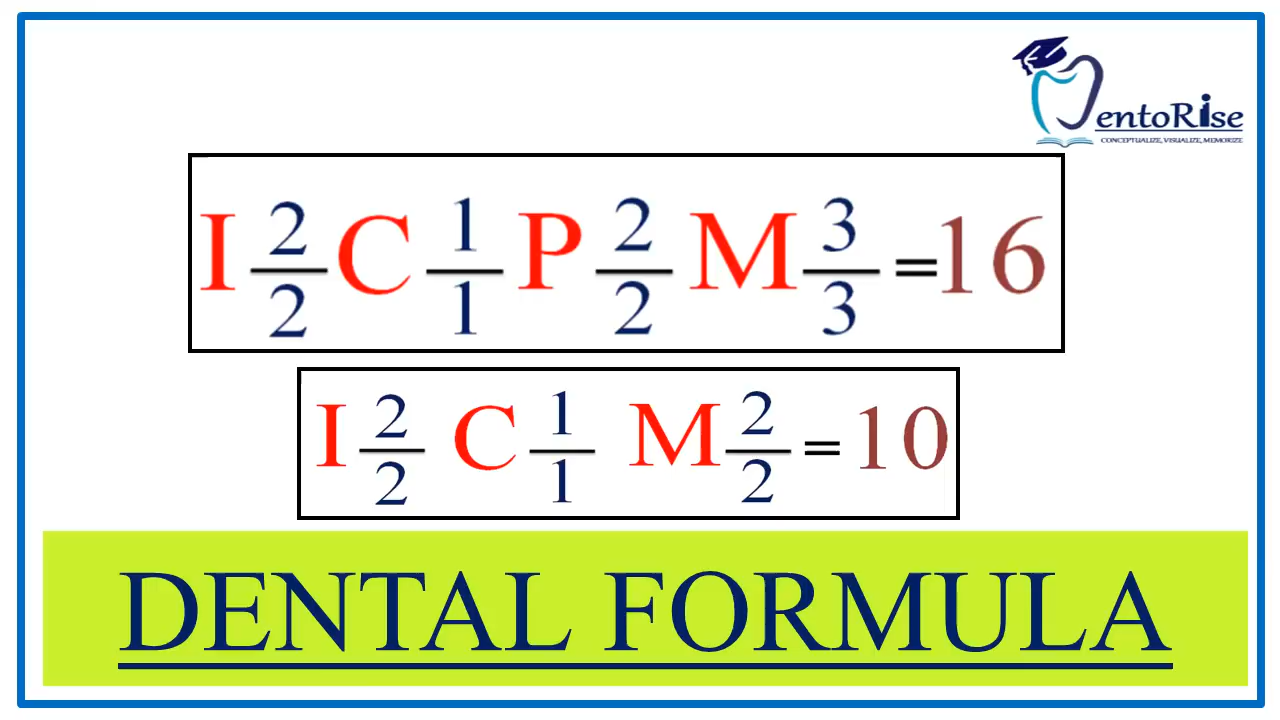 entoRise
CONCEPTUALIZE, VISUALIZE, MEMORIZE
I 2/2 C 1/1 P 2/2 M 3/3 =16
I 2/2 C 1/1 M 2/2 = 10
DENTAL FORMULA